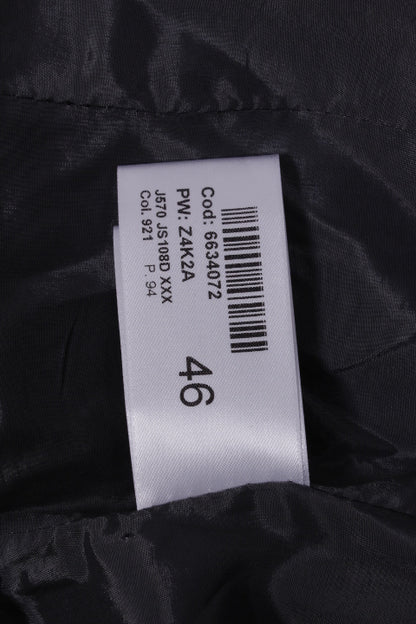 Cod: 6634072
PW: Z4K2A
J570 JS108D XXX
Col. 921 P. 94
46